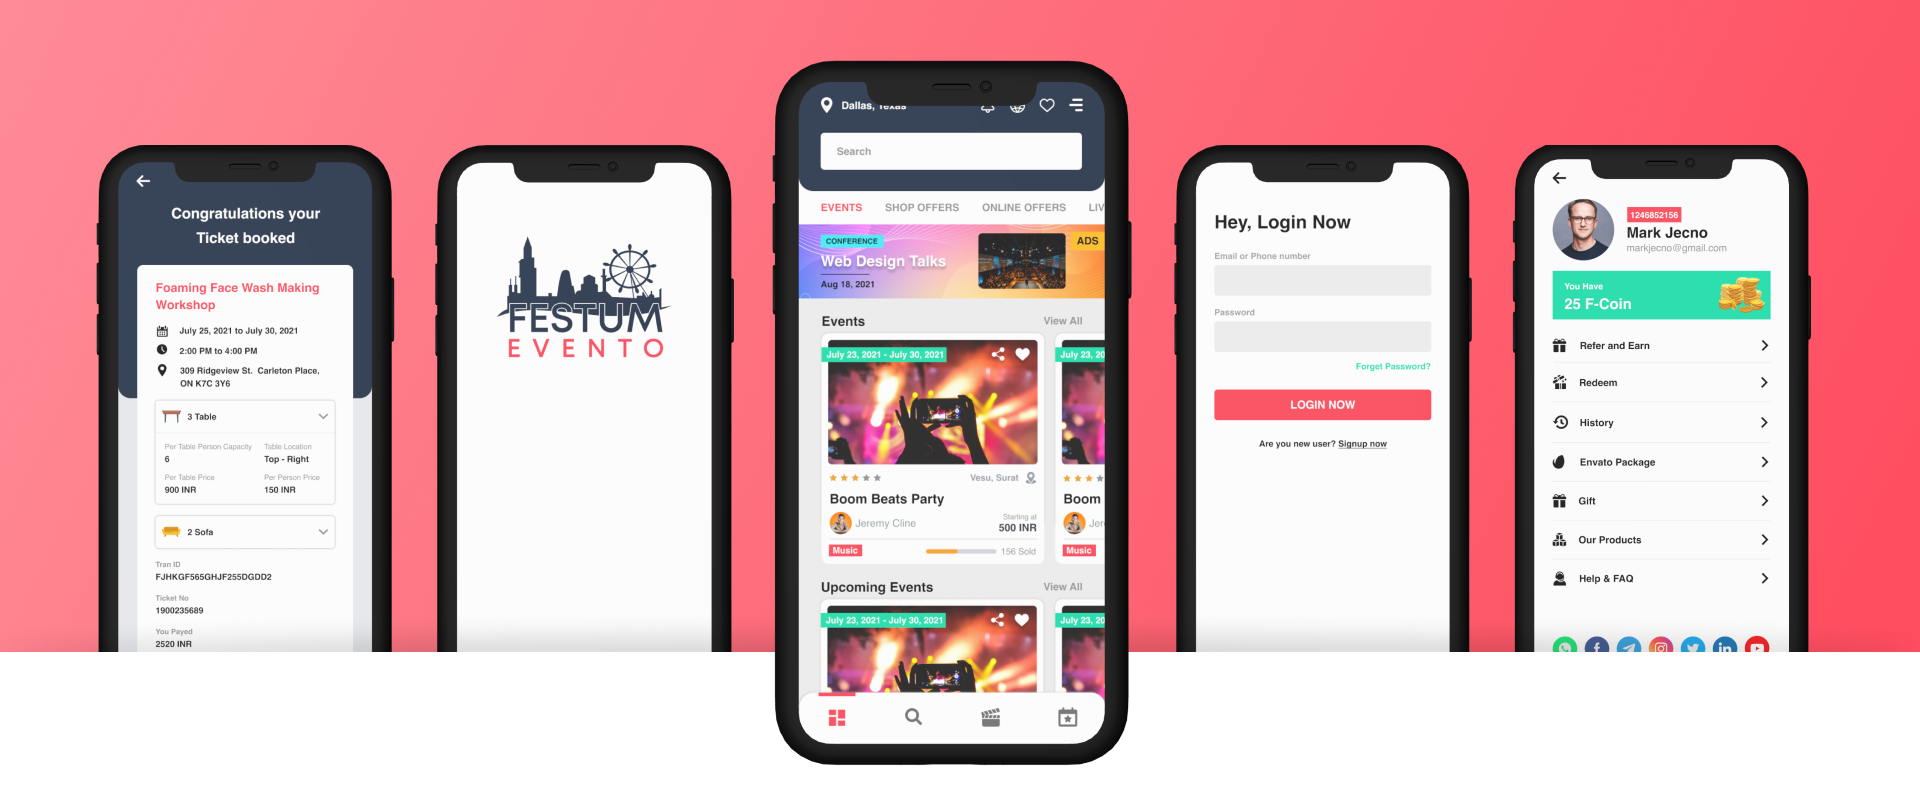 Congratulations your
Ticket booked
Foaming Face Wash Making
Workshop
July 25, 2021 to July 30, 2021
2:00 PM to 4:00 PM
309 Ridgeview St. Carleton Place,
ON K7C 3Y6
3 Table
Per Table Person Capacity
Table Location
6
Top - Right
Per Table Price
Per Person Price
900 INR
150 INR
2 Sofa
Tran ID
FJHKGF565GHJF255DGDD2
Ticket No
1900235689
You Payed
2520 INR
FESTUM
EVENTO
Dallas, Texas
Search
EVENTS
SHOP OFFERS
ONLINE OFFERS
LIV
CONFERENCE
ADS
Web Design Talks
Aug 18, 2021
Events
View All
July 23, 2021 - July 30, 2021
July 23, 20
Vesu, Surat
Boom Beats Party
Boom
Jeremy Cline
Starting at
500 INR
Jer
Music
156 Sold
Music
Upcoming Events
View All
July 23, 2021 - July 30, 2021
July 23, 20
Hey, Login Now
Email or Phone number
Password
Forget Password?
LOGIN NOW
Are you new user? Signup now
1245852156
Mark Jecno
markjecno@gmail.com
You Have
25 F-Coin
Refer and Earn
Redeem
History
Envato Package
Gift
Our Products
Help & FAQ